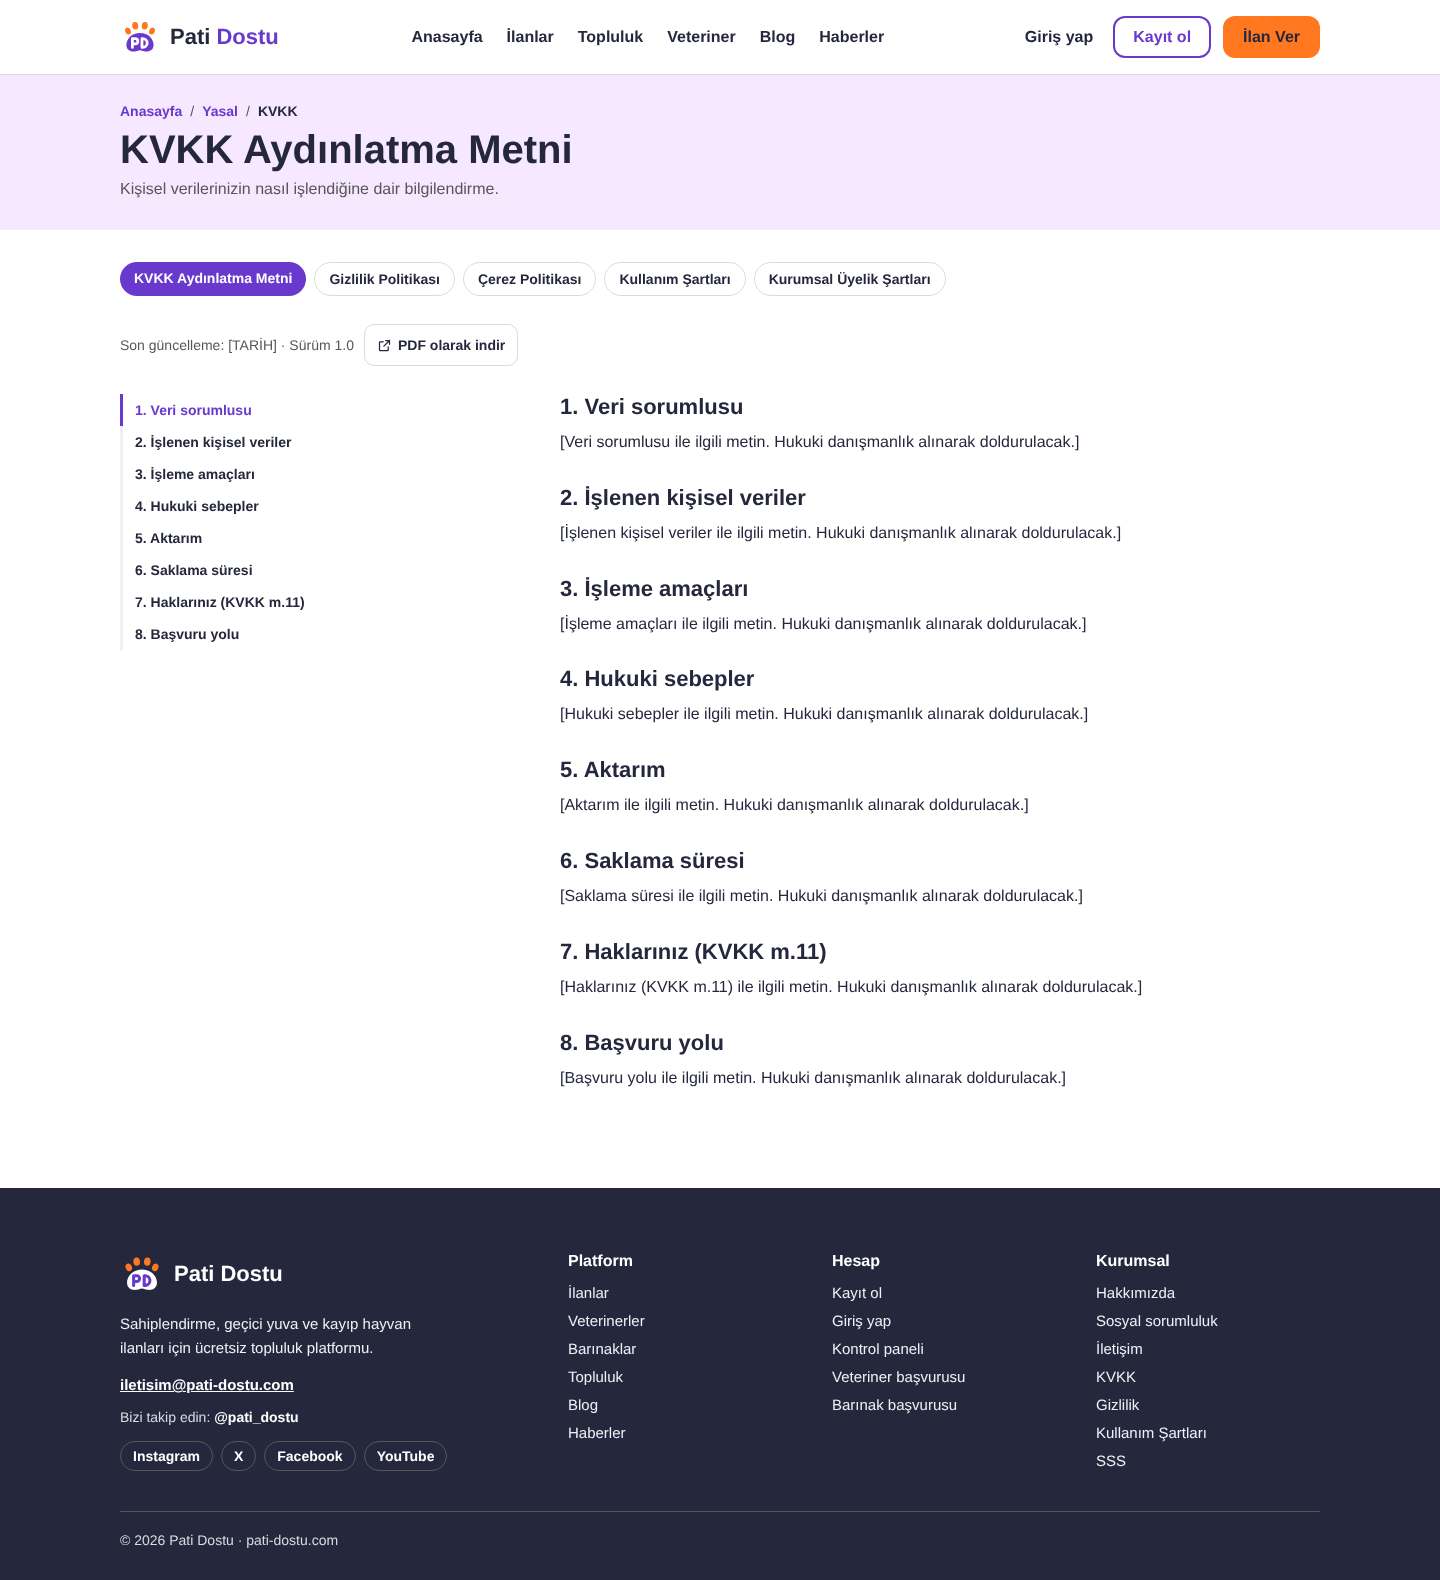 PD Pati Dostu
Anasayfa İlanlar Topluluk Veteriner Blog Haberler
Giriş yap Kayıt ol İlan Ver
Anasayfa / Yasal / KVKK
KVKK Aydınlatma Metni
Kişisel verilerinizin nasıl işlendiğine dair bilgilendirme.
KVKK Aydınlatma Metni Gizlilik Politikası Çerez Politikası Kullanım Şartları Kurumsal Üyelik Şartları
Son güncelleme: [TARİH] · Sürüm 1.0 PDF olarak indir
1. Veri sorumlusu
2. İşlenen kişisel veriler
3. İşleme amaçları
4. Hukuki sebepler
5. Aktarım
6. Saklama süresi
7. Haklarınız (KVKK m.11)
8. Başvuru yolu
1. Veri sorumlusu
[Veri sorumlusu ile ilgili metin. Hukuki danışmanlık alınarak doldurulacak.]
2. İşlenen kişisel veriler
[İşlenen kişisel veriler ile ilgili metin. Hukuki danışmanlık alınarak doldurulacak.]
3. İşleme amaçları
[İşleme amaçları ile ilgili metin. Hukuki danışmanlık alınarak doldurulacak.]
4. Hukuki sebepler
[Hukuki sebepler ile ilgili metin. Hukuki danışmanlık alınarak doldurulacak.]
5. Aktarım
[Aktarım ile ilgili metin. Hukuki danışmanlık alınarak doldurulacak.]
6. Saklama süresi
[Saklama süresi ile ilgili metin. Hukuki danışmanlık alınarak doldurulacak.]
7. Haklarınız (KVKK m.11)
[Haklarınız (KVKK m.11) ile ilgili metin. Hukuki danışmanlık alınarak doldurulacak.]
8. Başvuru yolu
[Başvuru yolu ile ilgili metin. Hukuki danışmanlık alınarak doldurulacak.]
PD Pati Dostu
Sahiplendirme, geçici yuva ve kayıp hayvan
ilanları için ücretsiz topluluk platformu.
iletisim@pati-dostu.com
Bizi takip edin: @pati_dostu
Instagram X Facebook YouTube
Platform
İlanlar
Veterinerler
Barınaklar
Topluluk
Blog
Haberler
Hesap
Kayıt ol
Giriş yap
Kontrol paneli
Veteriner başvurusu
Barınak başvurusu
Kurumsal
Hakkımızda
Sosyal sorumluluk
İletişim
KVKK
Gizlilik
Kullanım Şartları
SSS
© 2026 Pati Dostu · pati-dostu.com